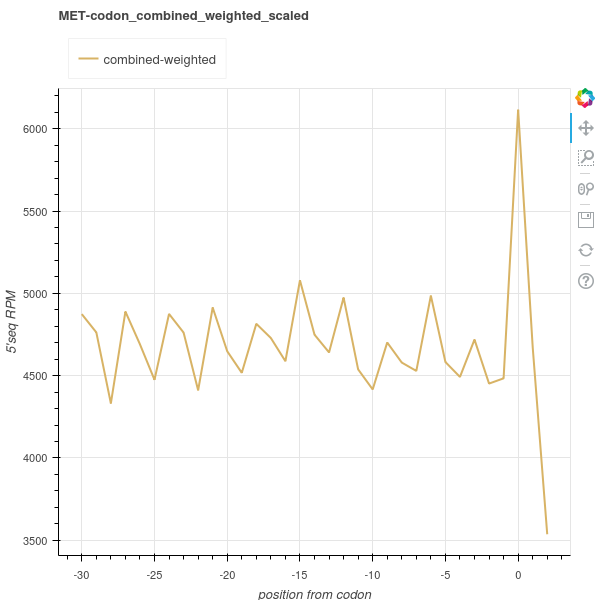 MET-codon_combined_weighted_scaled
combined-weighted
6000
5500
5000
4500
4000
3500
5'seq RPM
-30 -25 -20 -15 -10 -5 0
position from codon